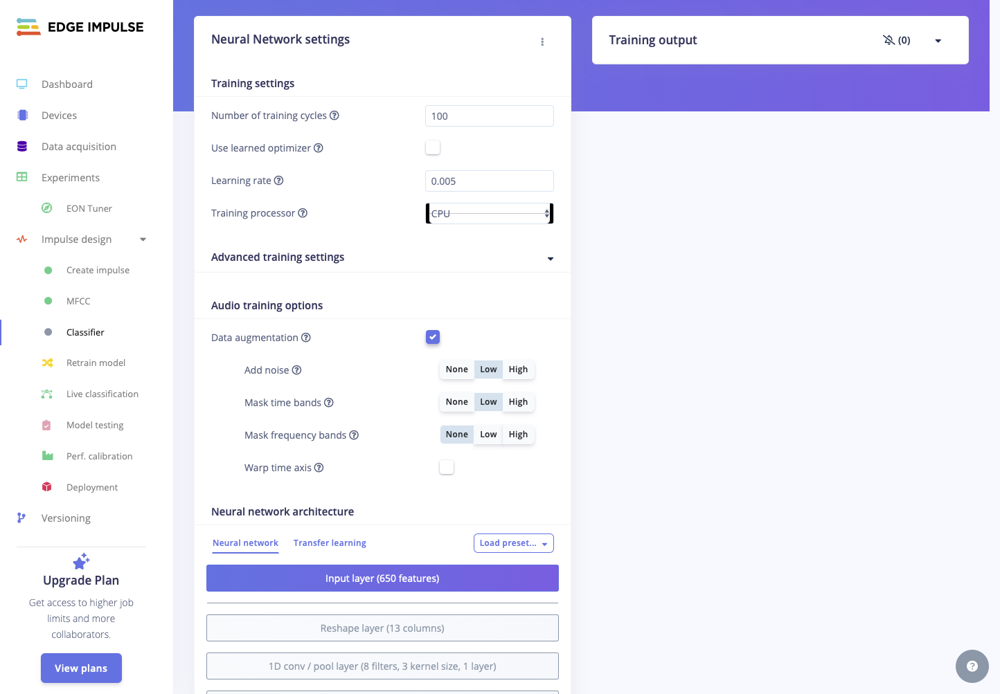 EDGE IMPULSE
Dashboard
Devices
Data acquisition
Experiments
EON Tuner
Impulse design
Create impulse
MFCC
Classifier
Retrain model
Live classification
Model testing
Perf. calibration
Deployment
Versioning
Upgrade Plan
Get access to higher job
limits and more
collaborators.
View plans
Neural Network settings
Training settings
Number of training cycles
100
Use learned optimizer
Learning rate
0.005
Training processor
CPU
Advanced training settings
Audio training options
Data augmentation
Add noise
None Low High
Mask time bands
None Low High
Mask frequency bands
None Low High
Warp time axis
Neural network architecture
Neural network Transfer learning Load preset...
Input layer (650 features)
Reshape layer (13 columns)
1D conv / pool layer (8 filters, 3 kernel size, 1 layer)
Training output
(0)